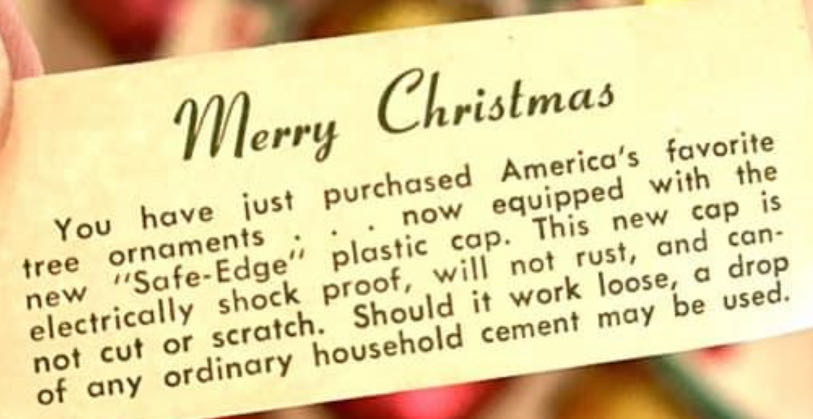 Merry Christmas
You have just purchased America's favorite
tree ornaments . . . now equipped with the
new "Safe-Edge" plastic cap. This new cap is
electrically shock proof, will not rust, and can-
not cut or scratch. Should it work loose, a drop
of any ordinary household cement may be used.